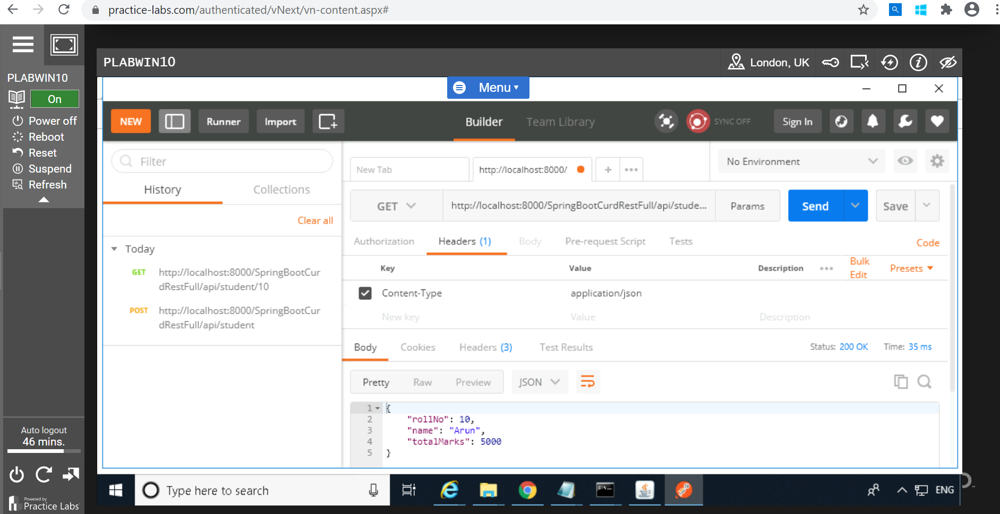 practice-labs.com/authenticated/vNext/vn-content.aspx#
PLABWIN10
On
Power off
Reboot
Reset
Suspend
Refresh
Auto logout
46 mins.
Powered by
Practice Labs
PLABWIN10
London, UK
Menu
NEW
Runner
Import
Builder
Team Library
SYNC OFF
Sign In
Filter
History
Collections
Clear all
Today
GET http://localhost:8000/SpringBootCur
dRestFull/api/student/10
POST http://localhost:8000/SpringBootCur
dRestFull/api/student
New Tab
http://localhost:8000/
No Environment
GET
http://localhost:8000/SpringBootCurdRestFull/api/stude...
Params
Send
Save
Authorization
Headers (1)
Body
Pre-request Script
Tests
Code
Key
Value
Description
Bulk
Edit
Presets
Content-Type
application/json
New key
Value
Description
Body
Cookies
Headers (3)
Test Results
Status: 200 OK
Time: 35 ms
Pretty
Raw
Preview
JSON
1 {
2 "rollNo": 10,
3 "name": "Arun",
4 "totalMarks": 5000
5 }
Type here to search
ENG